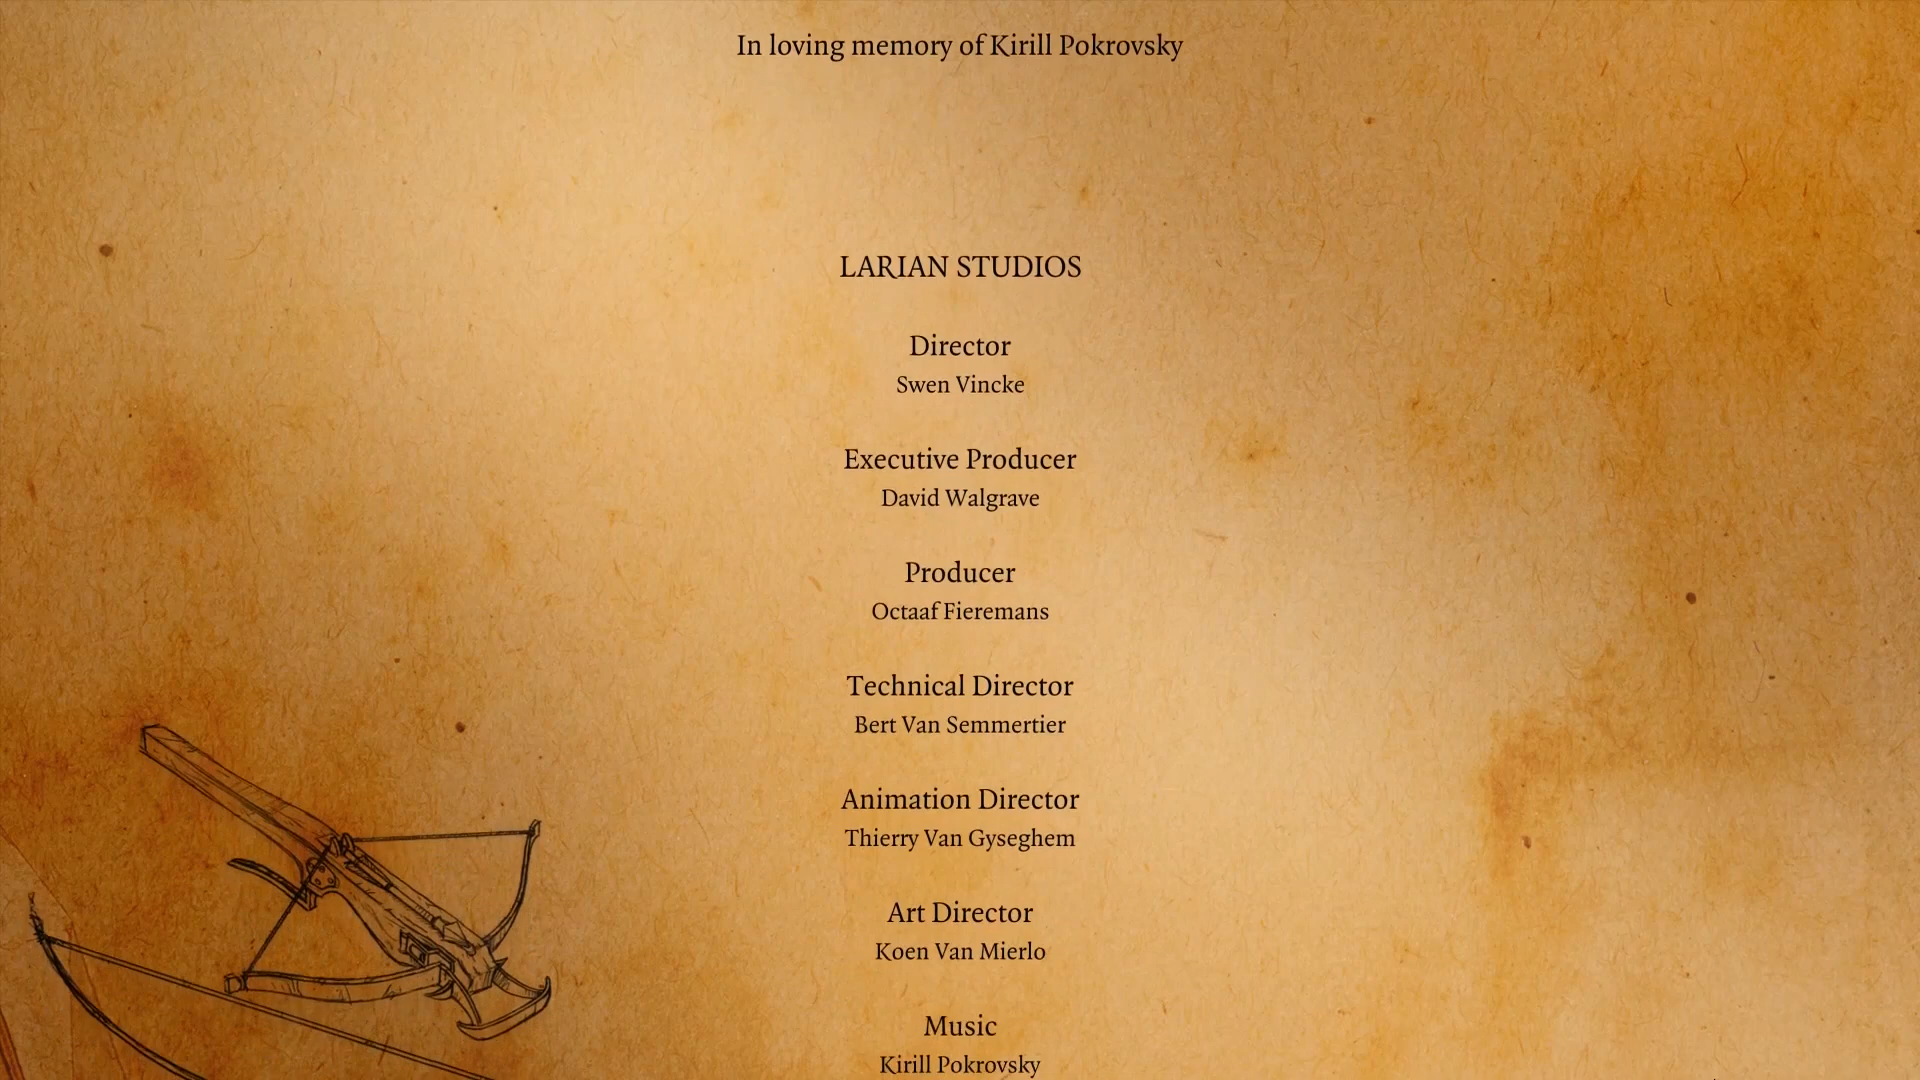 In loving memory of Kirill Pokrovsky
LARIAN STUDIOS
Director
Swen Vincke
Executive Producer
David Walgrave
Producer
Octaaf Fieremans
Technical Director
Bert Van Semmertier
Animation Director
Thierry Van Gyseghem
Art Director
Koen Van Mierlo
Music
Kirill Pokrovsky